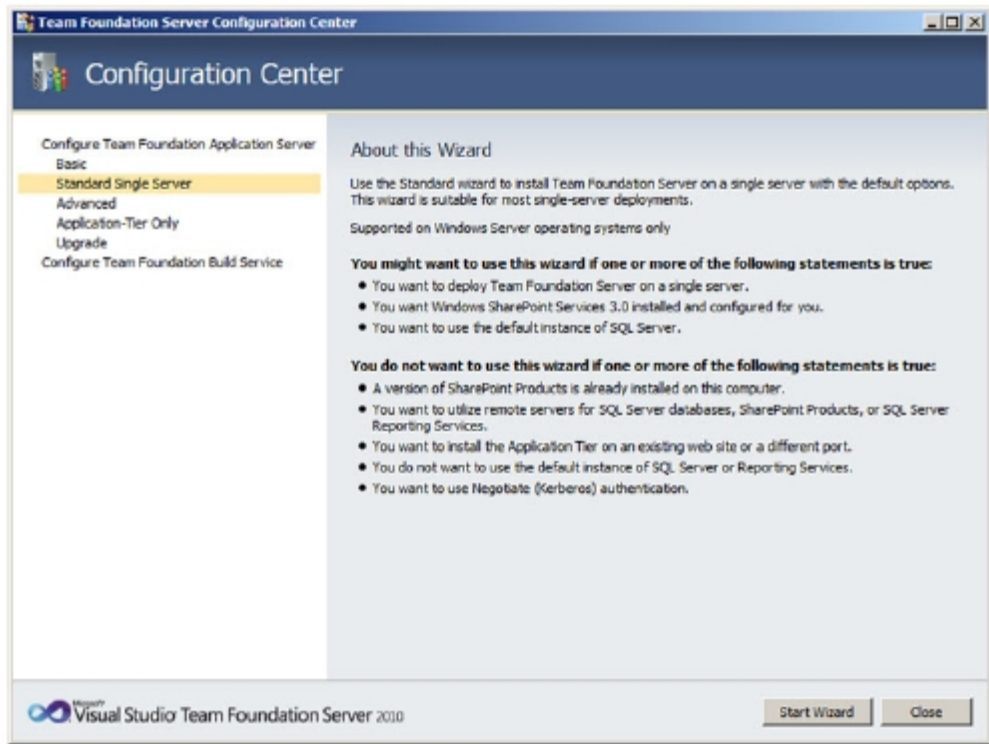 Team Foundation Server Configuration Center
Configuration Center
Configure Team Foundation Application Server
Basic
Standard Single Server
Advanced
Application-Tier Only
Upgrade
Configure Team Foundation Build Service
About this Wizard
Use the Standard wizard to install Team Foundation Server on a single server with the default options.
This wizard is suitable for most single-server deployments.
Supported on Windows Server operating systems only
You might want to use this wizard if one or more of the following statements is true:
• You want to deploy Team Foundation Server on a single server.
• You want Windows SharePoint Services 3.0 installed and configured for you.
• You want to use the default instance of SQL Server.
You do not want to use this wizard if one or more of the following statements is true:
• A version of SharePoint Products is already installed on this computer.
• You want to utilize remote servers for SQL Server databases, SharePoint Products, or SQL Server
Reporting Services.
• You want to install the Application Tier on an existing web site or a different port.
• You do not want to use the default instance of SQL Server or Reporting Services.
• You want to use Negotiate (Kerberos) authentication.
Microsoft
Visual Studio Team Foundation Server 2010
Start Wizard
Close